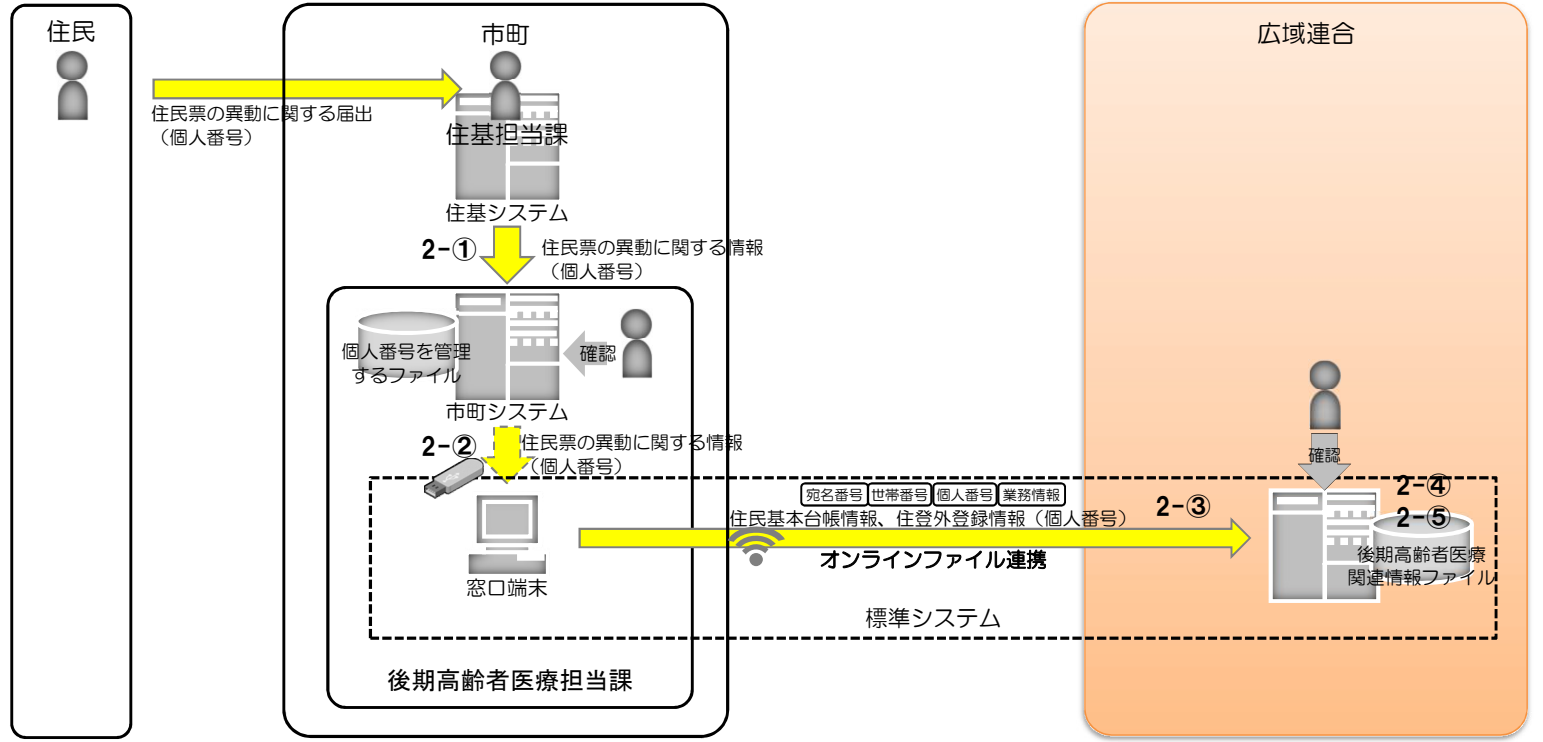 住民
市町
広域連合
住民票の異動に関する届出
（個人番号）
住基担当課
住基システム
2-①
住民票の異動に関する情報
（個人番号）
個人番号を管理
するファイル
確認
市町システム
2-②
住民票の異動に関する情報
（個人番号）
確認
宛名番号 世帯番号 個人番号 業務情報
住民基本台帳情報、住登外登録情報（個人番号）
2-③
オンラインファイル連携
2-④
2-⑤
後期高齢者医療
関連情報ファイル
窓口端末
標準システム
後期高齢者医療担当課